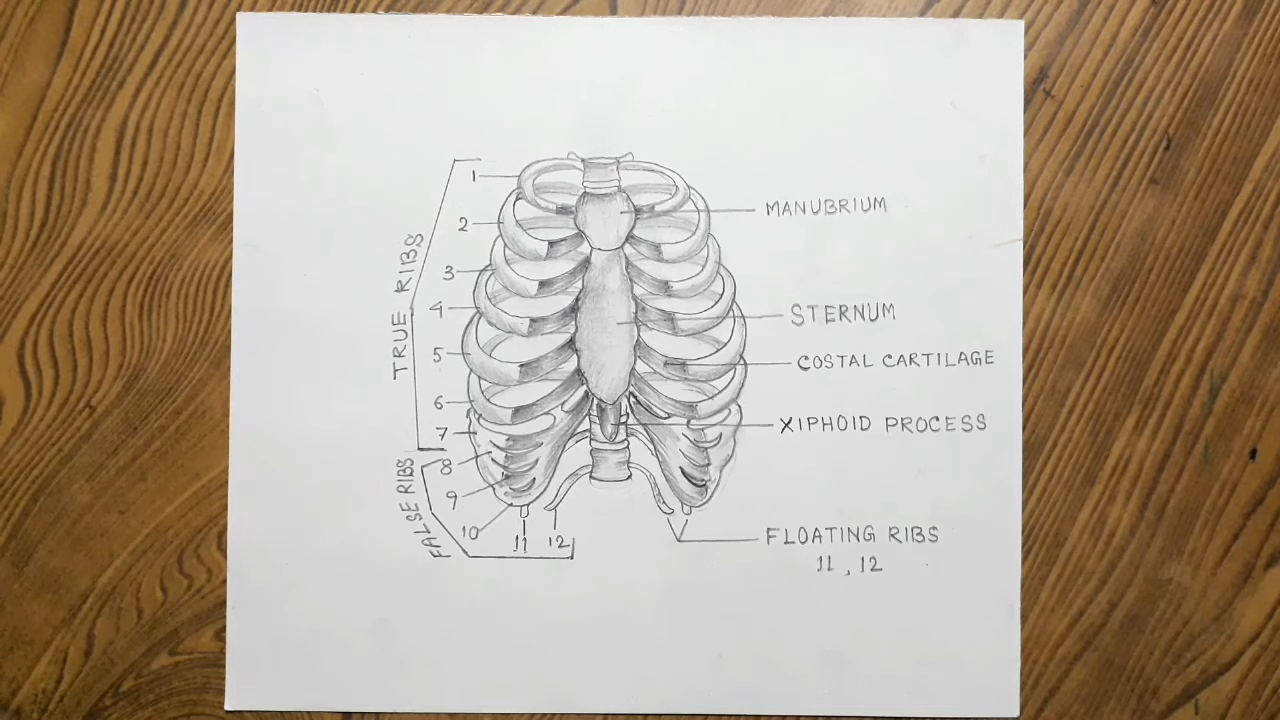 1
2
3
4
5
6
7
8
9
10
11
12
TRUE RIBS
FALSE RIBS
MANUBRIUM
STERNUM
COSTAL CARTILAGE
XIPHOID PROCESS
FLOATING RIBS
11, 12